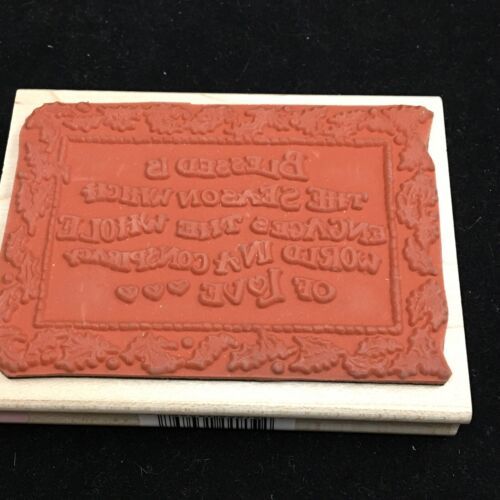 BLESSED IS
THE SEASON WHICH
ENGAGES THE WHOLE
WORLD IN A CONSPIRACY
OF LOVE